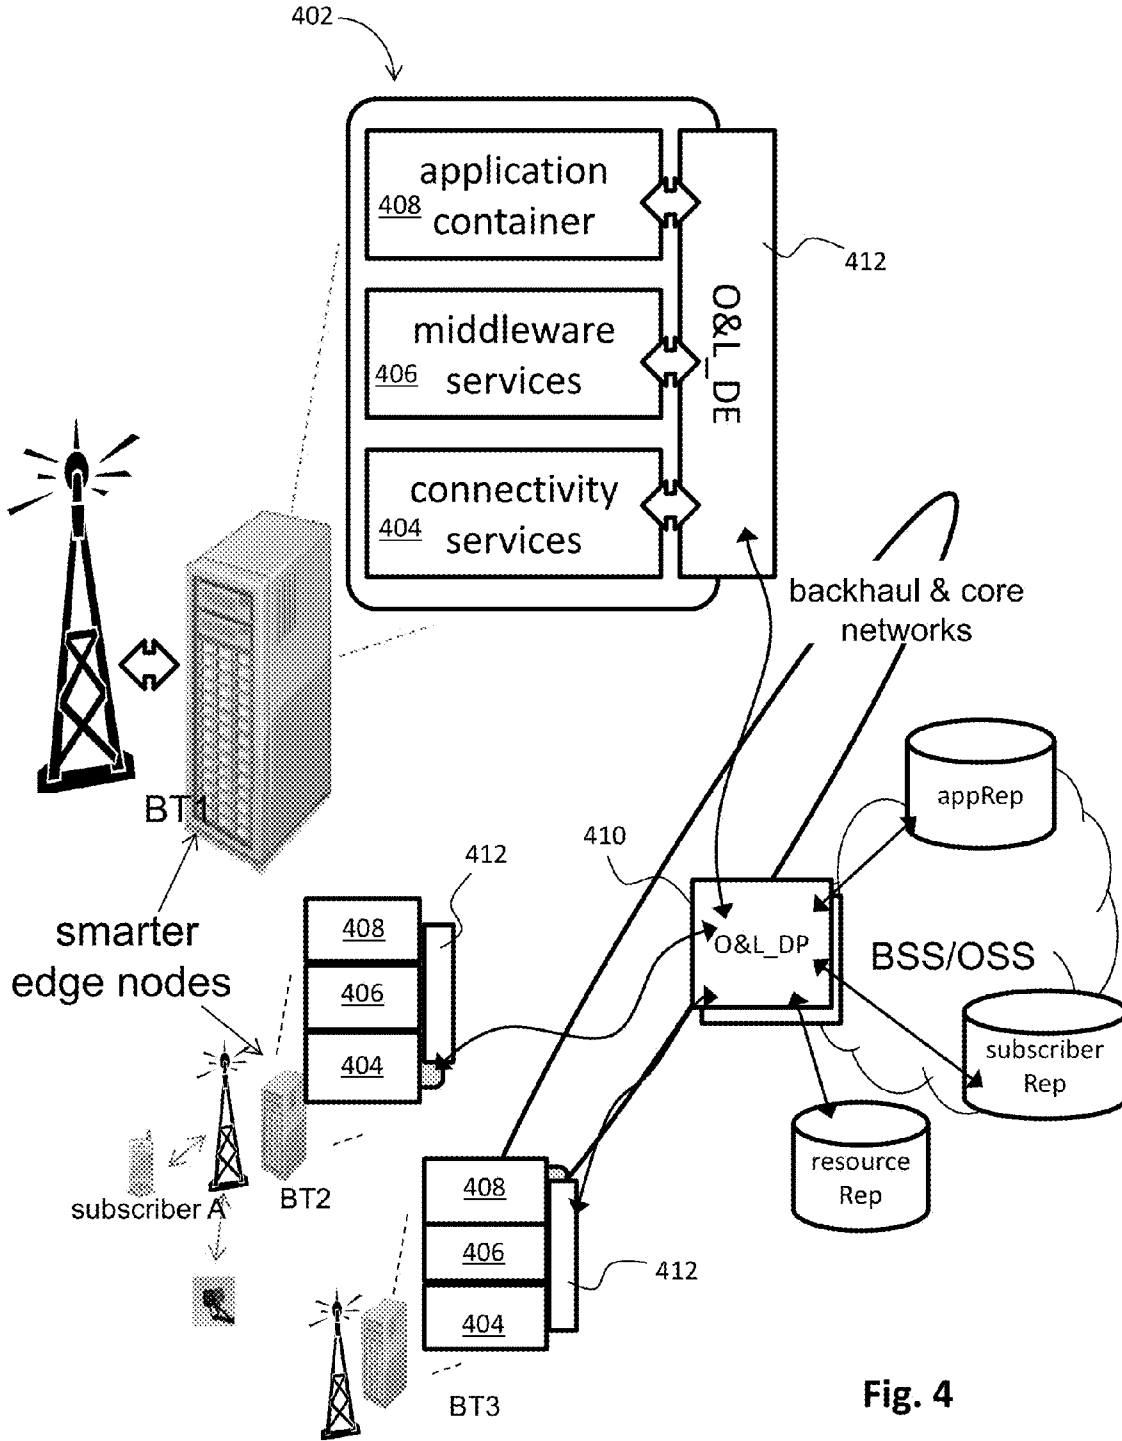 402
application
408
container
412
O&L_DE
middleware
406
services
connectivity
404
services
backhaul & core
networks
BT1
appRep
410
412
smarter
edge nodes
408
406
404
O&L_DP
BSS/OSS
subscriber
Rep
resource
Rep
subscriber A
BT2
408
406
404
412
BT3
Fig. 4